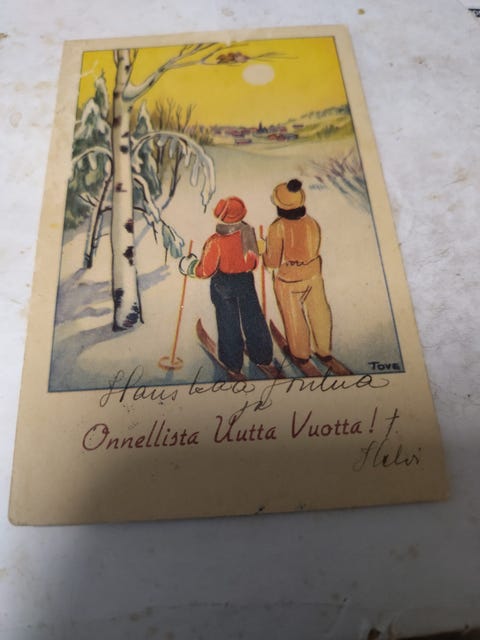 TOVE
Hauskaa Joulua
ja
Onnellista Uutta Vuotta! †
Helvi